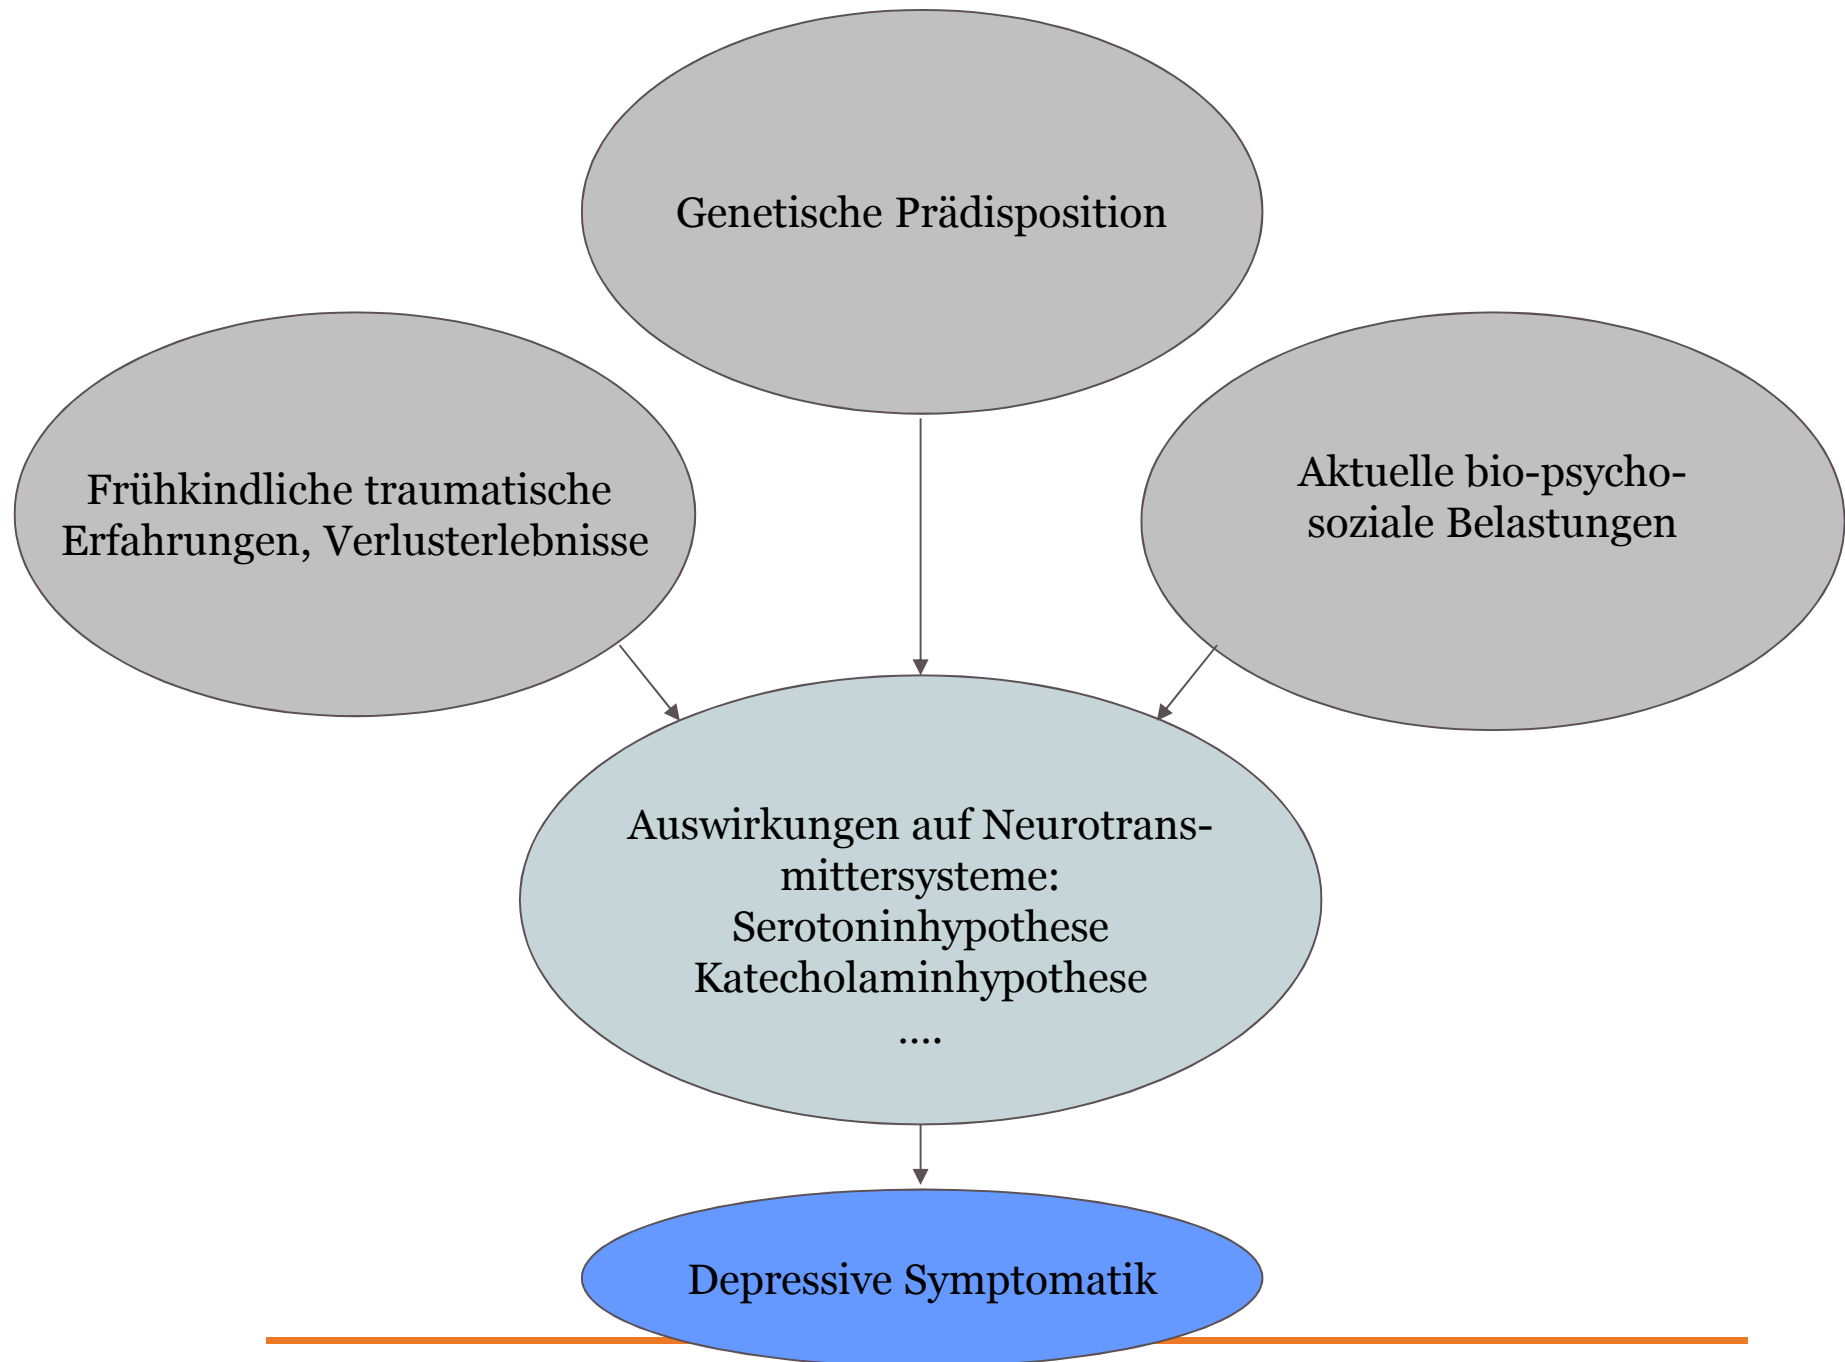 Genetische Prädisposition
Frühkindliche traumatische
Erfahrungen, Verlusterlebnisse
Aktuelle bio-psycho-
soziale Belastungen
Auswirkungen auf Neurotrans-
mittersysteme:
Serotoninhypothese
Katecholaminhypothese
....
Depressive Symptomatik